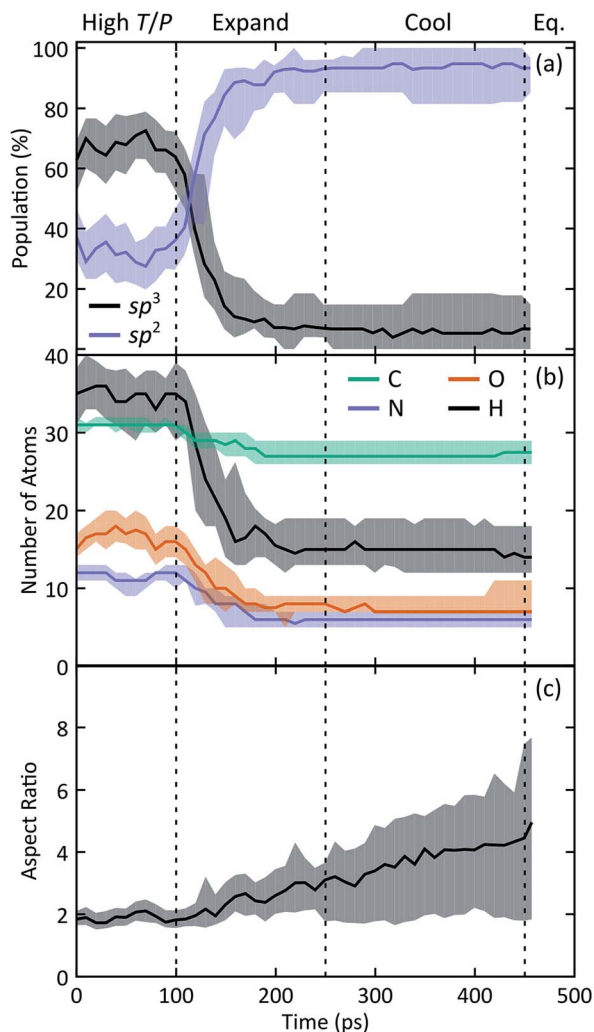 High T/P Expand Cool Eq.
100
(a)
80
60
40
20
Population (%)
sp³
sp²
40
(b)
C O
N H
30
20
10
0
Number of Atoms
(c)
8
6
4
2
0
Aspect Ratio
0 100 200 300 400 500
Time (ps)